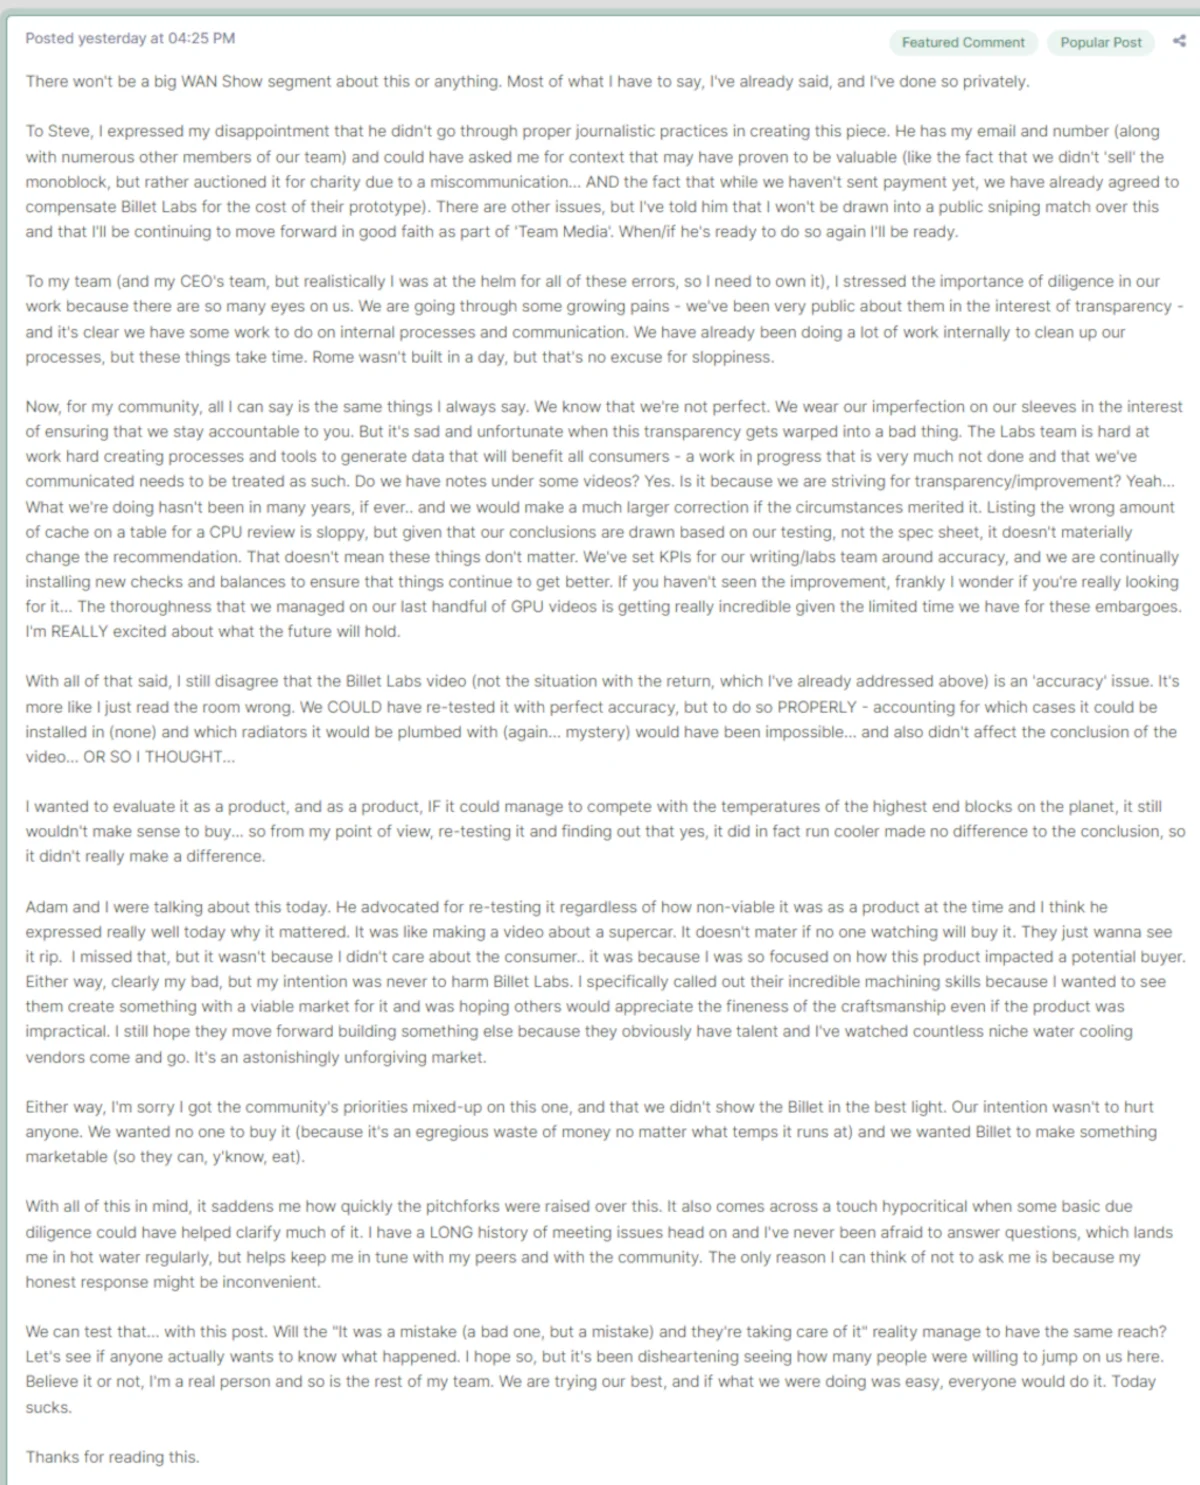 Posted yesterday at 04:25 PM
Featured Comment
Popular Post
There won't be a big WAN Show segment about this or anything. Most of what I have to say, I've already said, and I've done so privately.
To Steve, I expressed my disappointment that he didn't go through proper journalistic practices in creating this piece. He has my email and number (along
with numerous other members of our team) and could have asked me for context that may have proven to be valuable (like the fact that we didn't 'sell' the
monoblock, but rather auctioned it for charity due to a miscommunication... AND the fact that while we haven't sent payment yet, we have already agreed to
compensate Billet Labs for the cost of their prototype). There are other issues, but I've told him that I won't be drawn into a public sniping match over this
and that I'll be continuing to move forward in good faith as part of 'Team Media'. When/if he's ready to do so again I'll be ready.
To my team (and my CEO's team, but realistically I was at the helm for all of these errors, so I need to own it), I stressed the importance of diligence in our
work because there are so many eyes on us. We are going through some growing pains - we've been very public about them in the interest of transparency -
and it's clear we have some work to do on internal processes and communication. We have already been doing a lot of work internally to clean up our
processes, but these things take time. Rome wasn't built in a day, but that's no excuse for sloppiness.
Now, for my community, all I can say is the same things I always say. We know that we're not perfect. We wear our imperfection on our sleeves in the interest
of ensuring that we stay accountable to you. But it's sad and unfortunate when this transparency gets warped into a bad thing. The Labs team is hard at
work hard creating processes and tools to generate data that will benefit all consumers - a work in progress that is very much not done and that we've
communicated needs to be treated as such. Do we have notes under some videos? Yes. Is it because we are striving for transparency/improvement? Yeah...
What we're doing hasn't been in many years, if ever.. and we would make a much larger correction if the circumstances merited it. Listing the wrong amount
of cache on a table for a CPU review is sloppy, but given that our conclusions are drawn based on our testing, not the spec sheet, it doesn't materially
change the recommendation. That doesn't mean these things don't matter. We've set KPIs for our writing/labs team around accuracy, and we are continually
installing new checks and balances to ensure that things continue to get better. If you haven't seen the improvement, frankly I wonder if you're really looking
for it... The thoroughness that we managed on our last handful of GPU videos is getting really incredible given the limited time we have for these embargoes.
I'm REALLY excited about what the future will hold.
With all of that said, I still disagree that the Billet Labs video (not the situation with the return, which I've already addressed above) is an 'accuracy' issue. It's
more like I just read the room wrong. We COULD have re-tested it with perfect accuracy, but to do so PROPERLY - accounting for which cases it could be
installed in (none) and which radiators it would be plumbed with (again... mystery) would have been impossible... and also didn't affect the conclusion of the
video... OR SO I THOUGHT...
I wanted to evaluate it as a product, and as a product, IF it could manage to compete with the temperatures of the highest end blocks on the planet, it still
wouldn't make sense to buy... so from my point of view, re-testing it and finding out that yes, it did in fact run cooler made no difference to the conclusion, so
it didn't really make a difference.
Adam and I were talking about this today. He advocated for re-testing it regardless of how non-viable it was as a product at the time and I think he
expressed really well today why it mattered. It was like making a video about a supercar. It doesn't mater if no one watching will buy it. They just wanna see
it rip. I missed that, but it wasn't because I didn't care about the consumer.. it was because I was so focused on how this product impacted a potential buyer.
Either way, clearly my bad, but my intention was never to harm Billet Labs. I specifically called out their incredible machining skills because I wanted to see
them create something with a viable market for it and was hoping others would appreciate the fineness of the craftsmanship even if the product was
impractical. I still hope they move forward building something else because they obviously have talent and I've watched countless niche water cooling
vendors come and go. It's an astonishingly unforgiving market.
Either way, I'm sorry I got the community's priorities mixed-up on this one, and that we didn't show the Billet in the best light. Our intention wasn't to hurt
anyone. We wanted no one to buy it (because it's an egregious waste of money no matter what temps it runs at) and we wanted Billet to make something
marketable (so they can, y'know, eat).
With all of this in mind, it saddens me how quickly the pitchforks were raised over this. It also comes across a touch hypocritical when some basic due
diligence could have helped clarify much of it. I have a LONG history of meeting issues head on and I've never been afraid to answer questions, which lands
me in hot water regularly, but helps keep me in tune with my peers and with the community. The only reason I can think of not to ask me is because my
honest response might be inconvenient.
We can test that... with this post. Will the "It was a mistake (a bad one, but a mistake) and they're taking care of it" reality manage to have the same reach?
Let's see if anyone actually wants to know what happened. I hope so, but it's been disheartening seeing how many people were willing to jump on us here.
Believe it or not, I'm a real person and so is the rest of my team. We are trying our best, and if what we were doing was easy, everyone would do it. Today
sucks.
Thanks for reading this.